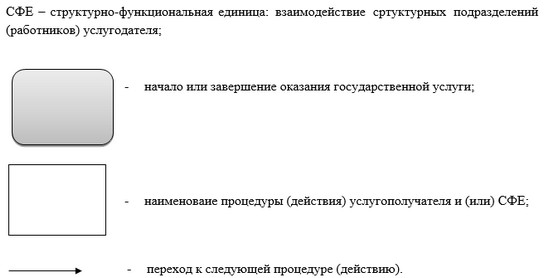 СФЕ – структурно-функциональная единица: взаимодействие сртуктурных подразделений
(работников) услугодателя;
- начало или завершение оказания государственной услуги;
- наименоваие процедуры (действия) услугополучателя и (или) СФЕ;
- переход к следующей процедуре (действию).